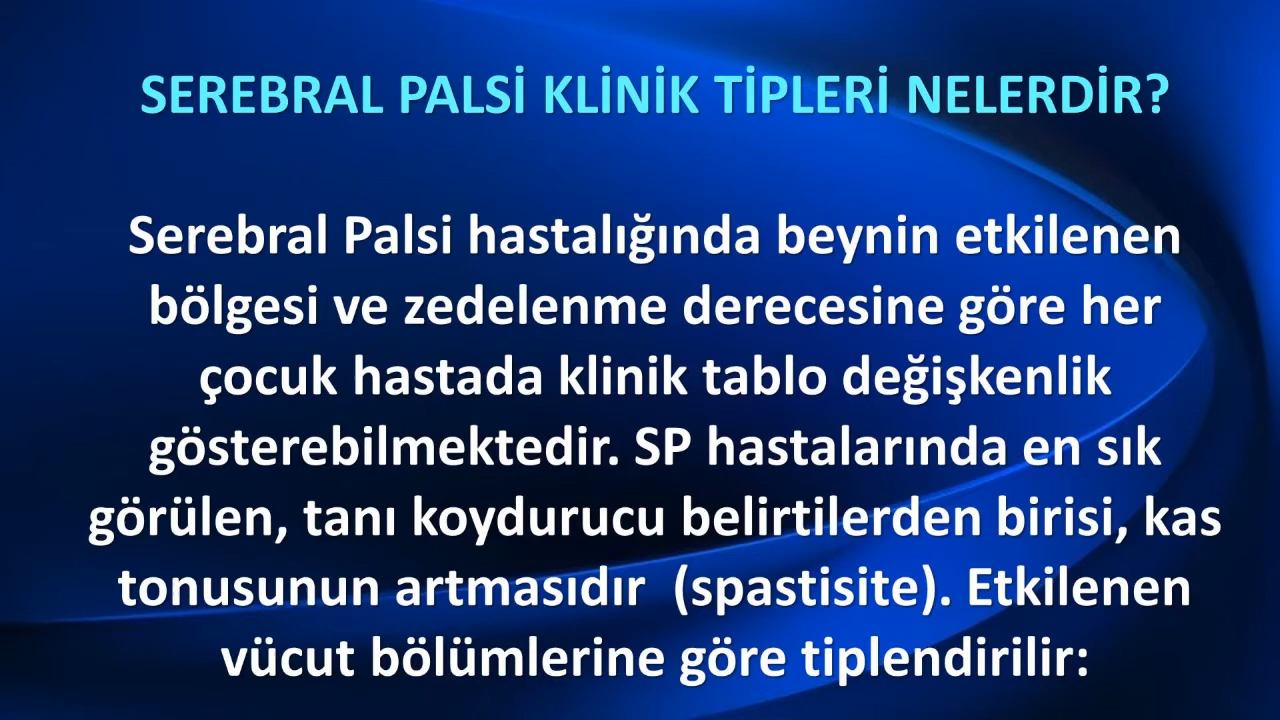 SEREBRAL PALSİ KLİNİK TİPLERİ NELERDİR?
Serebral Palsi hastalığında beynin etkilenen
bölgesi ve zedelenme derecesine göre her
çocuk hastada klinik tablo değişkenlik
gösterebilmektedir. SP hastalarında en sık
görülen, tanı koydurucu belirtilerden birisi, kas
tonusunun artmasıdır  (spastisite). Etkilenen
vücut bölümlerine göre tiplendirilir: